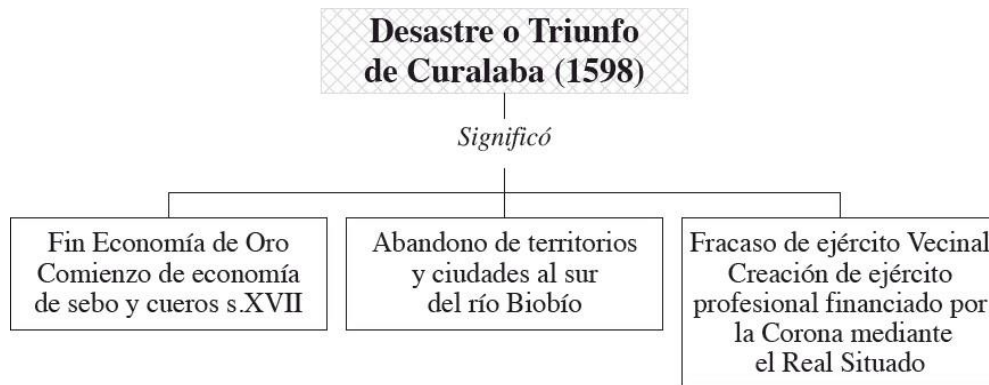 Desastre o Triunfo
de Curalaba (1598)
Significó
Fin Economía de Oro
Comienzo de economía
de sebo y cueros s.XVII
Abandono de territorios
y ciudades al sur
del río Biobío
Fracaso de ejército Vecinal
Creación de ejército
profesional financiado por
la Corona mediante
el Real Situado